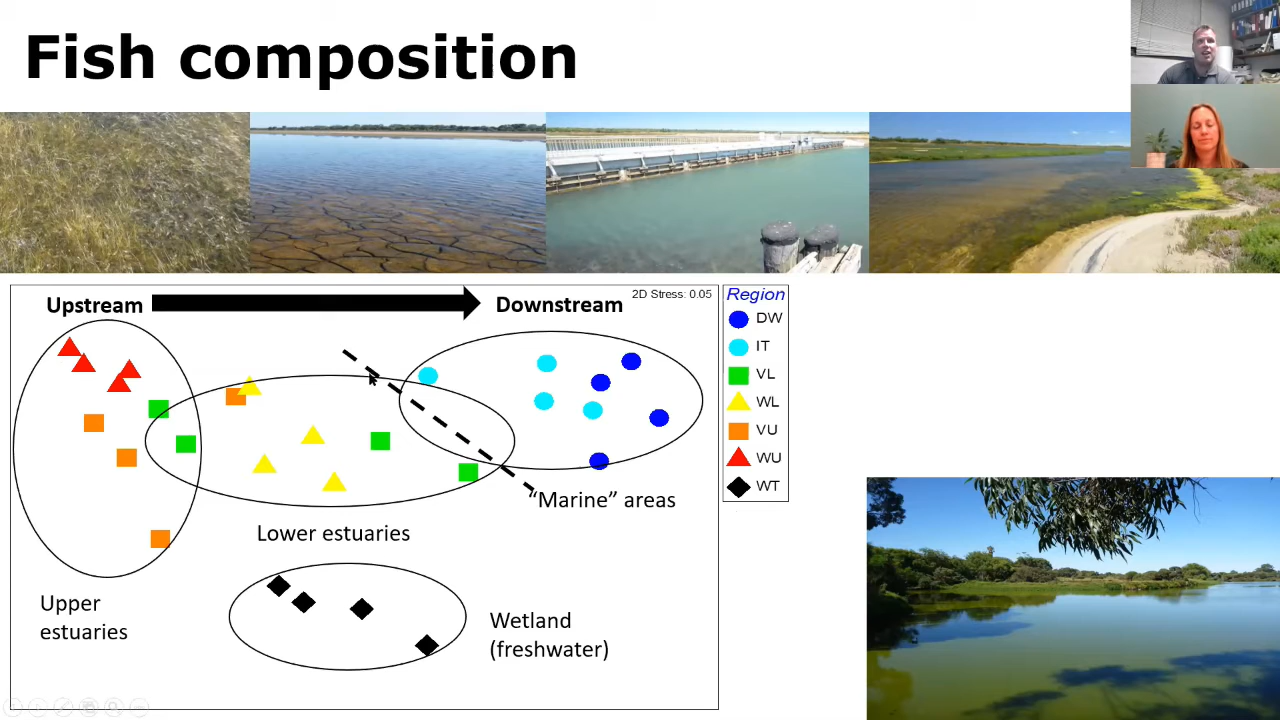 Fish composition
Upstream
Downstream
2D Stress: 0.05
Region
DW
IT
VL
WL
VU
WU
WT
"Marine" areas
Lower estuaries
Upper
estuaries
Wetland
(freshwater)